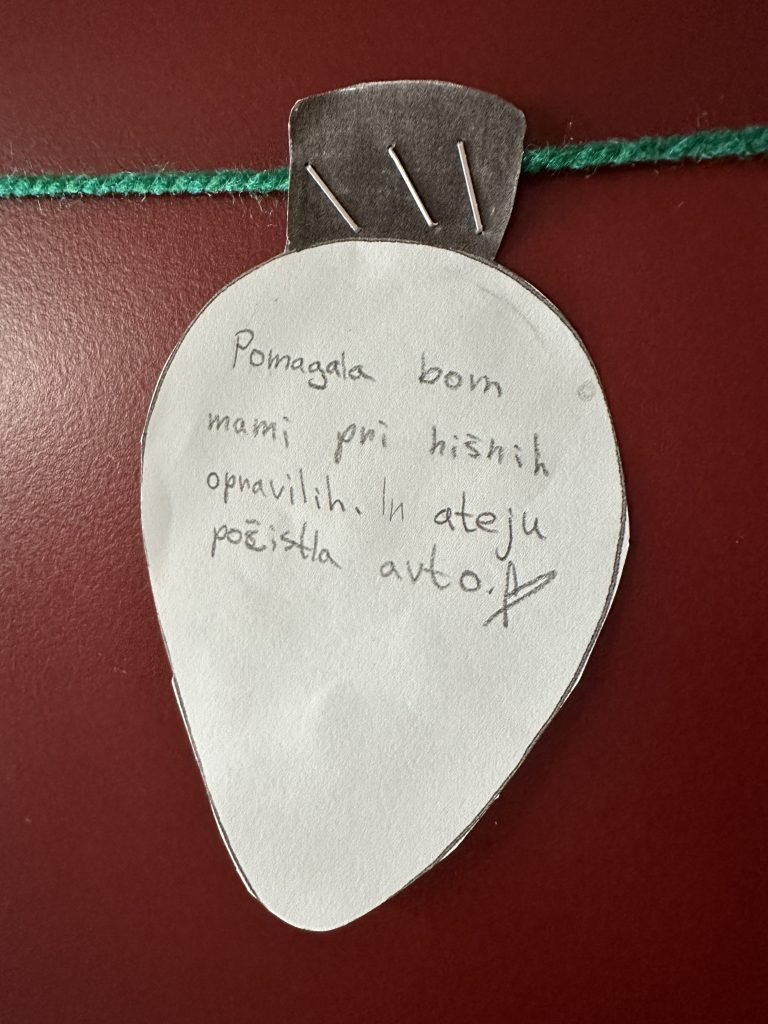 Pomagala bom
mami pri hišnih
opravilih. In ateju
počistla avto.